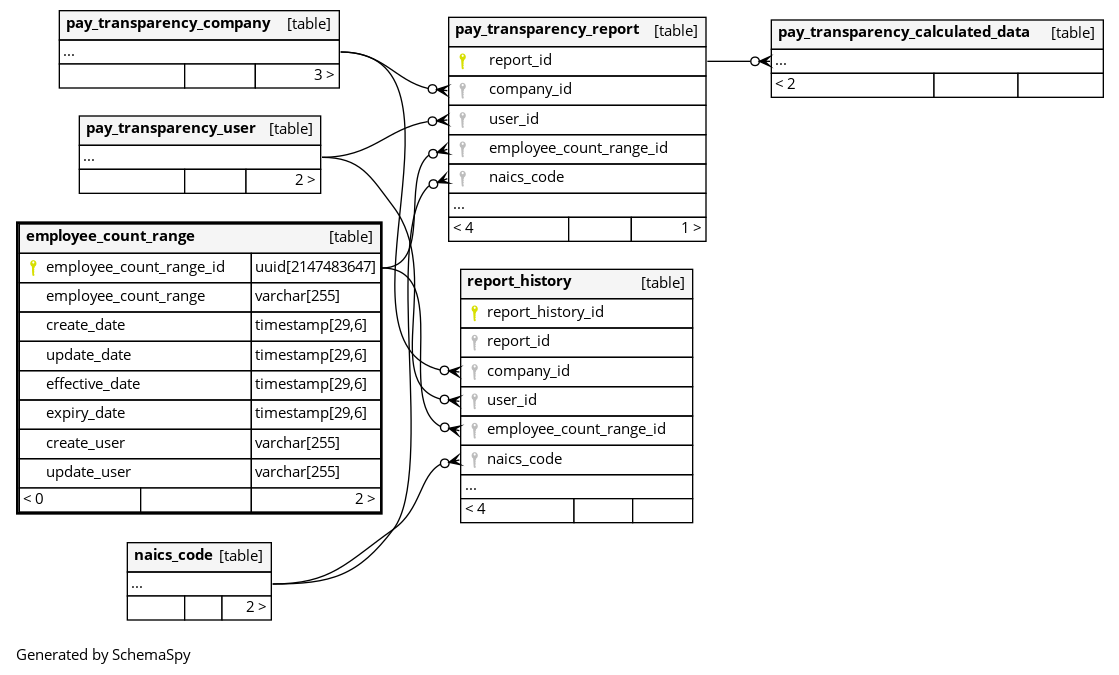 pay_transparency_company [table]
...
3 >
pay_transparency_user [table]
...
2 >
employee_count_range [table]
employee_count_range_id uuid[2147483647]
employee_count_range varchar[255]
create_date timestamp[29,6]
update_date timestamp[29,6]
effective_date timestamp[29,6]
expiry_date timestamp[29,6]
create_user varchar[255]
update_user varchar[255]
< 0 2 >
naics_code [table]
...
2 >
pay_transparency_report [table]
report_id
company_id
user_id
employee_count_range_id
naics_code
...
< 4 1 >
report_history [table]
report_history_id
report_id
company_id
user_id
employee_count_range_id
naics_code
...
< 4
pay_transparency_calculated_data [table]
...
< 2
Generated by SchemaSpy